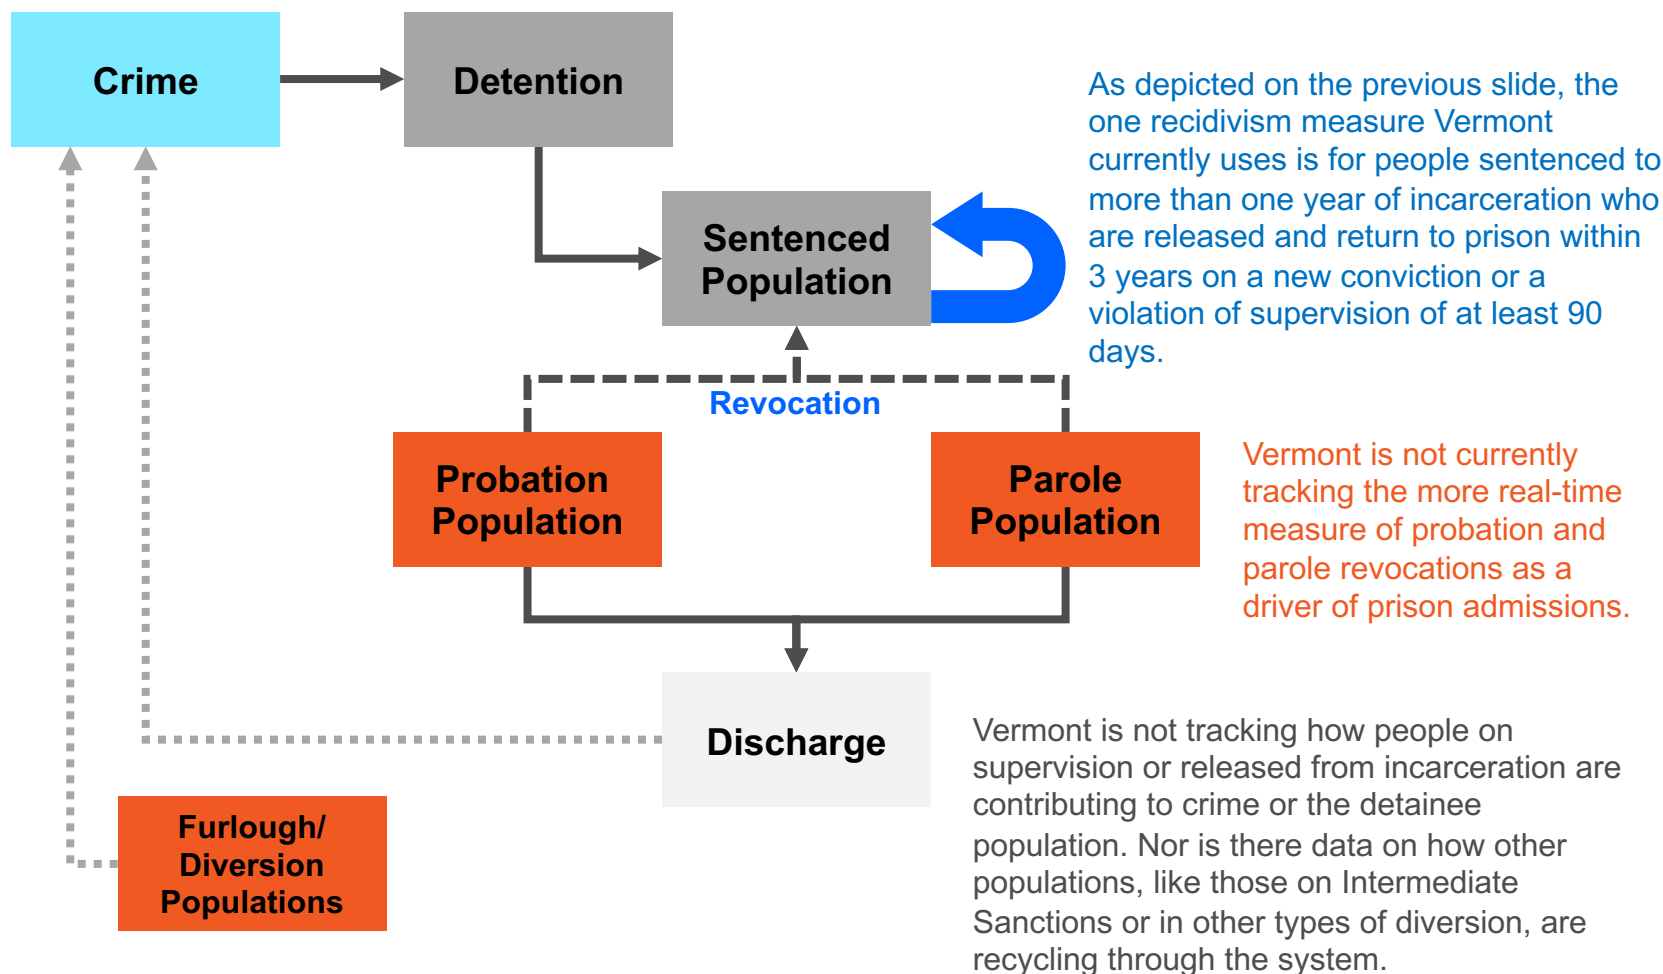 Crime
Detention
As depicted on the previous slide, the
one recidivism measure Vermont
currently uses is for people sentenced to
more than one year of incarceration who
are released and return to prison within
3 years on a new conviction or a
violation of supervision of at least 90
days.
Sentenced
Population
Revocation
Probation
Population
Parole
Population
Vermont is not currently
tracking the more real-time
measure of probation and
parole revocations as a
driver of prison admissions.
Discharge
Vermont is not tracking how people on
supervision or released from incarceration are
contributing to crime or the detainee
population. Nor is there data on how other
populations, like those on Intermediate
Sanctions or in other types of diversion, are
recycling through the system.
Furlough/
Diversion
Populations